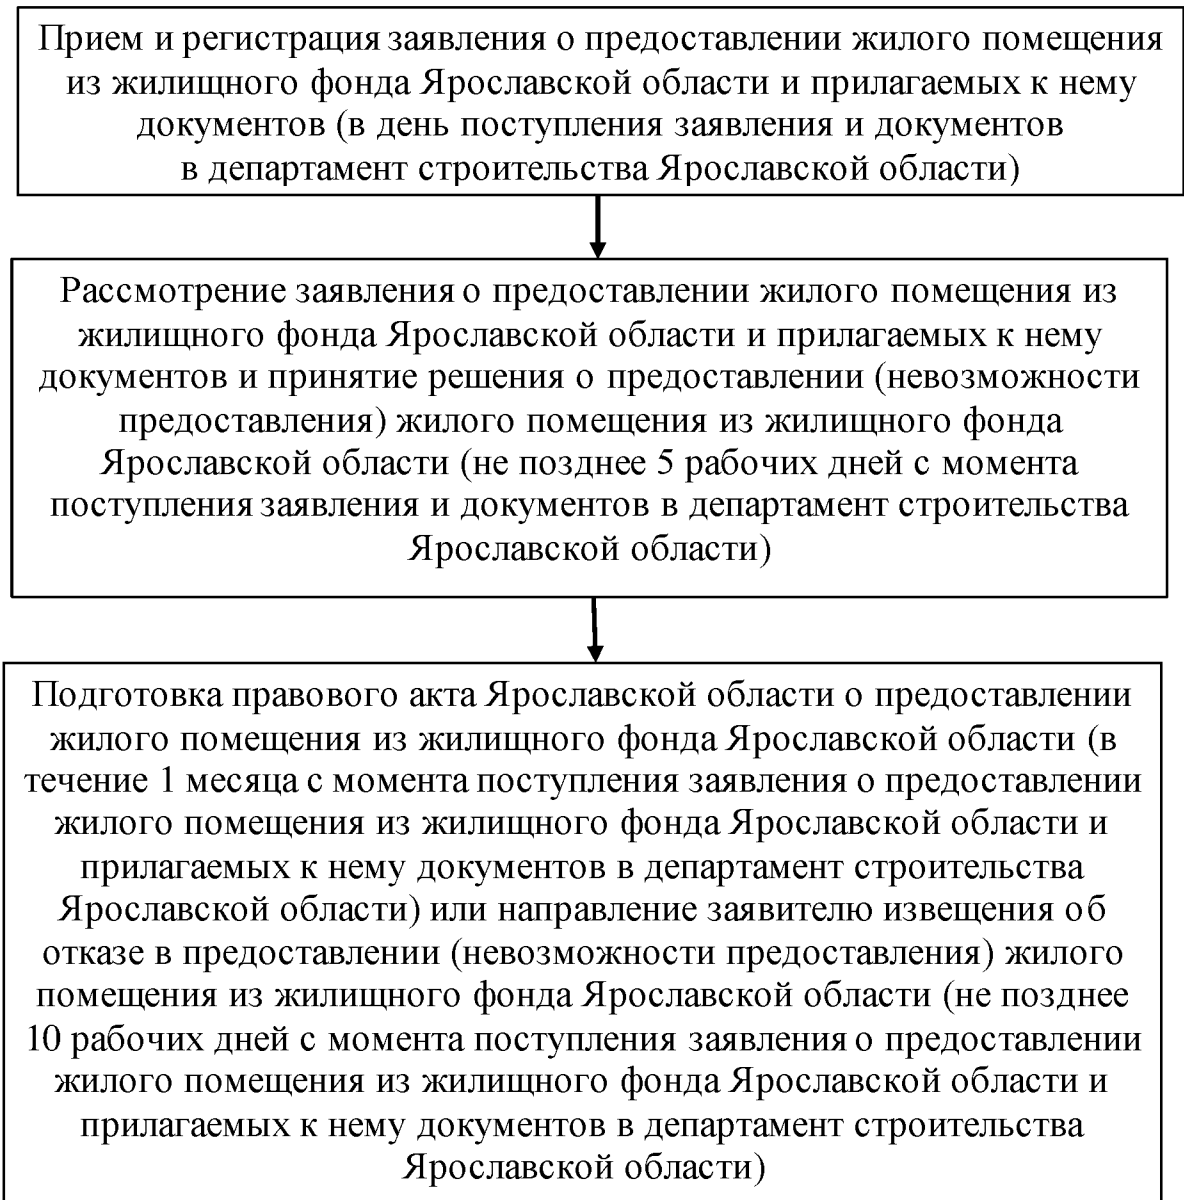 Прием и регистрация заявления о предоставлении жилого помещения
из жилищного фонда Ярославской области и прилагаемых к нему
документов (в день поступления заявления и документов
в департамент строительства Ярославской области)
Рассмотрение заявления о предоставлении жилого помещения из
жилищного фонда Ярославской области и прилагаемых к нему
документов и принятие решения о предоставлении (невозможности
предоставления) жилого помещения из жилищного фонда
Ярославской области (не позднее 5 рабочих дней с момента
поступления заявления и документов в департамент строительства
Ярославской области)
Подготовка правового акта Ярославской области о предоставлении
жилого помещения из жилищного фонда Ярославской области (в
течение 1 месяца с момента поступления заявления о предоставлении
жилого помещения из жилищного фонда Ярославской области и
прилагаемых к нему документов в департамент строительства
Ярославской области) или направление заявителю извещения об
отказе в предоставлении (невозможности предоставления) жилого
помещения из жилищного фонда Ярославской области (не позднее
10 рабочих дней с момента поступления заявления о предоставлении
жилого помещения из жилищного фонда Ярославской области и
прилагаемых к нему документов в департамент строительства
Ярославской области)